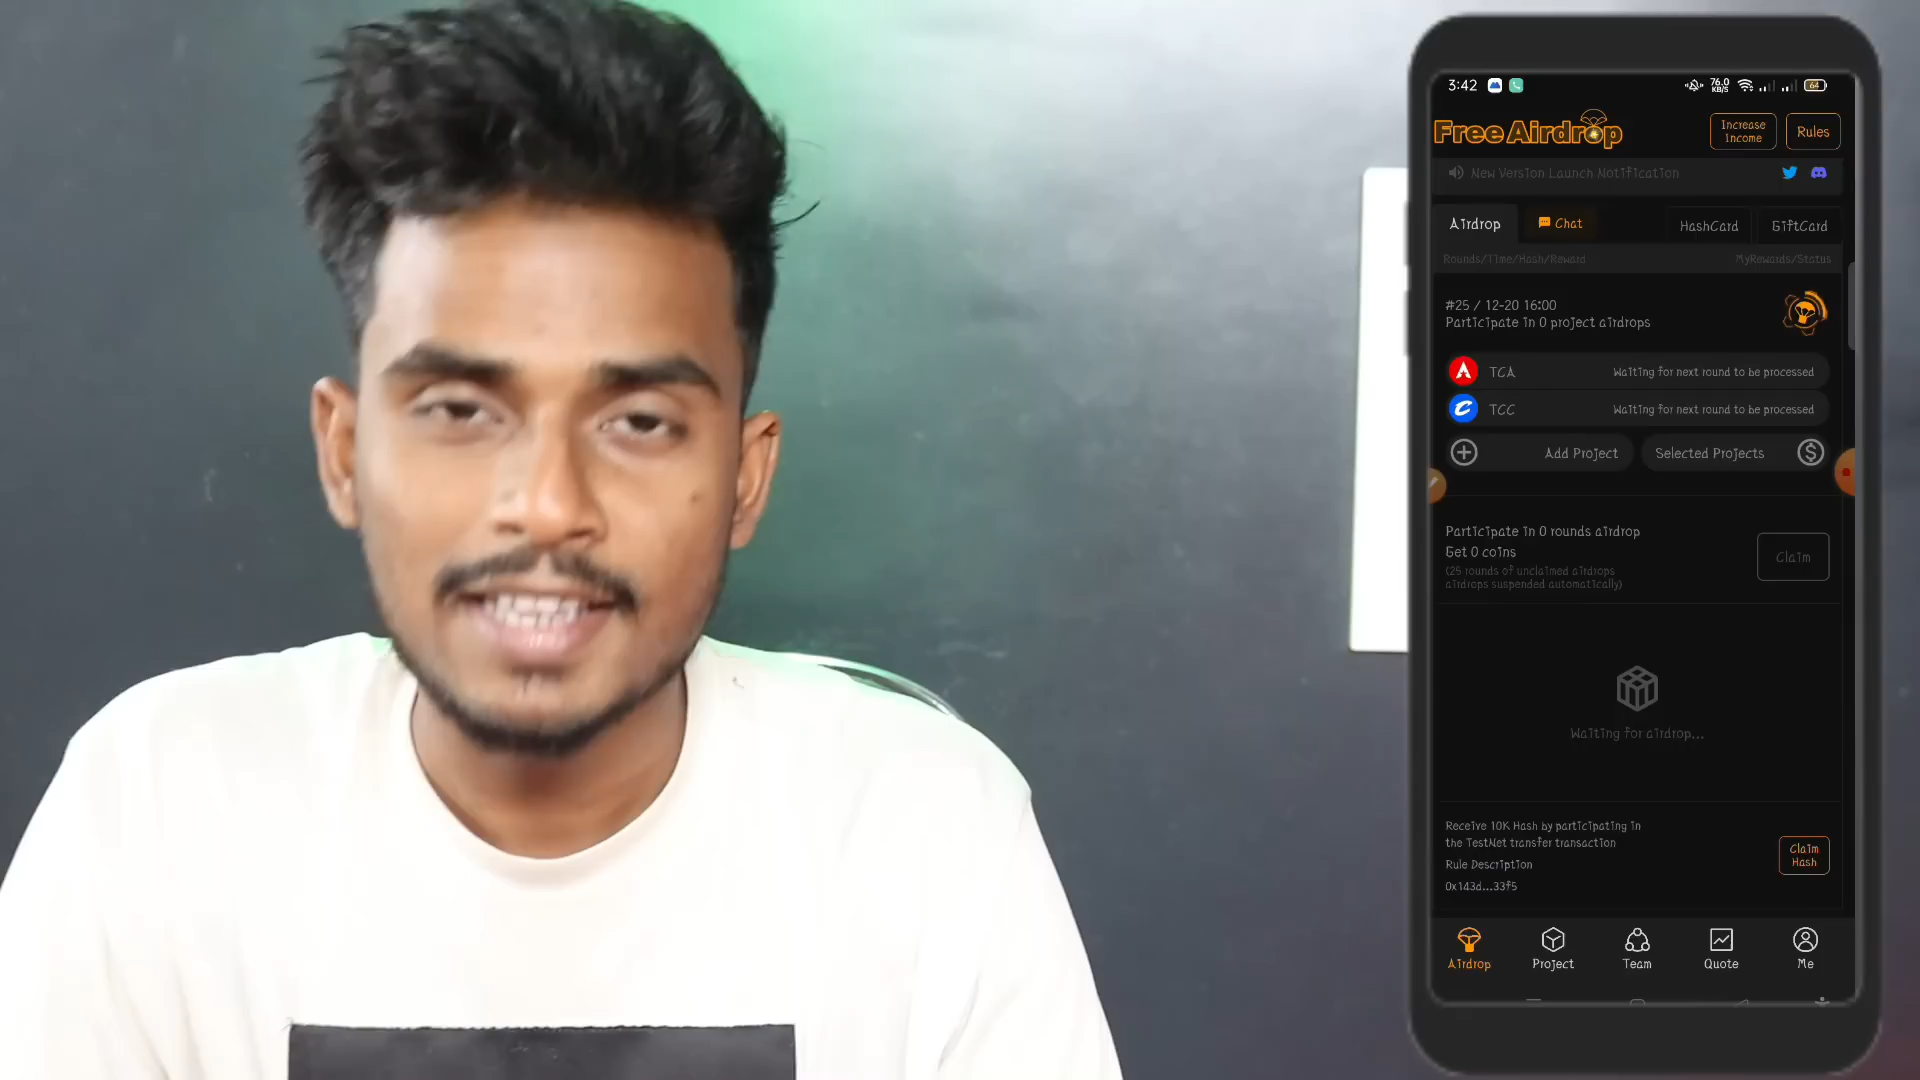 3:42
76.0
KB/S
64
Free Airdrop
Increase
Income
Rules
New Version Launch Notification
Airdrop
Chat
HashCard
GiftCard
Rounds/Time/Hash/Reward
MyRewards/Status
#25 / 12-20 16:00
Participate in 0 project airdrops
TCA
Waiting for next round to be processed
TCC
Waiting for next round to be processed
Add Project
Selected Projects
Participate in 0 rounds airdrop
Get 0 coins
(25 rounds of unclaimed airdrops
airdrops suspended automatically)
Claim
Waiting for airdrop...
Receive 10K Hash by participating in
the TestNet transfer transaction
Rule Description
0x143d...33f5
Claim
Hash
Airdrop
Project
Team
Quote
Me